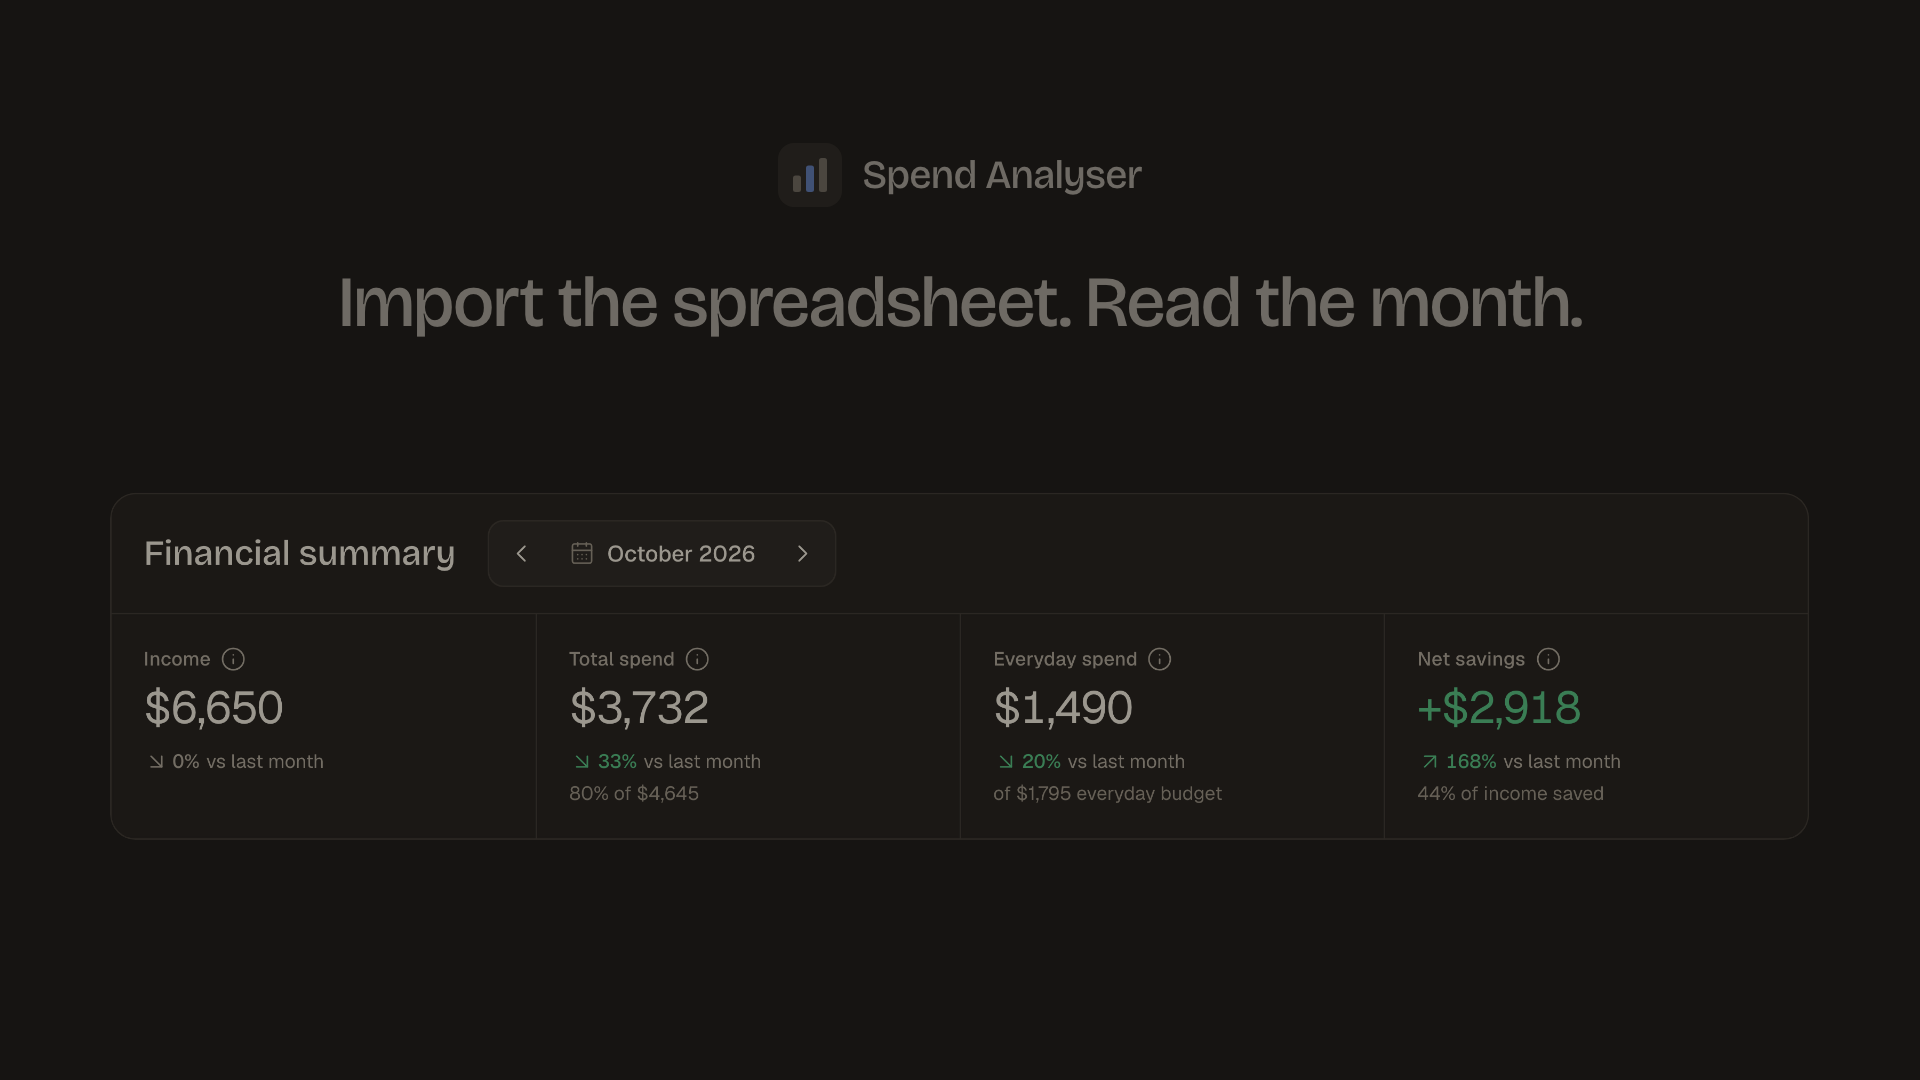 Spend Analyser
Import the spreadsheet. Read the month.
Financial summary
October 2026
Income
$6,650
0% vs last month
Total spend
$3,732
33% vs last month
80% of $4,645
Everyday spend
$1,490
20% vs last month
of $1,795 everyday budget
Net savings
+$2,918
168% vs last month
44% of income saved